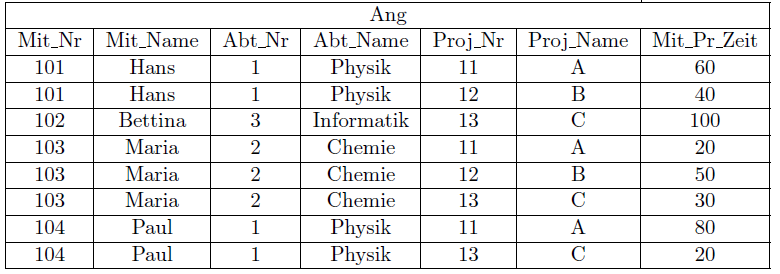 Ang
Mit_Nr Mit_Name Abt_Nr Abt_Name Proj_Nr Proj_Name Mit_Pr_Zeit
101 Hans 1 Physik 11 A 60
101 Hans 1 Physik 12 B 40
102 Bettina 3 Informatik 13 C 100
103 Maria 2 Chemie 11 A 20
103 Maria 2 Chemie 12 B 50
103 Maria 2 Chemie 13 C 30
104 Paul 1 Physik 11 A 80
104 Paul 1 Physik 13 C 20